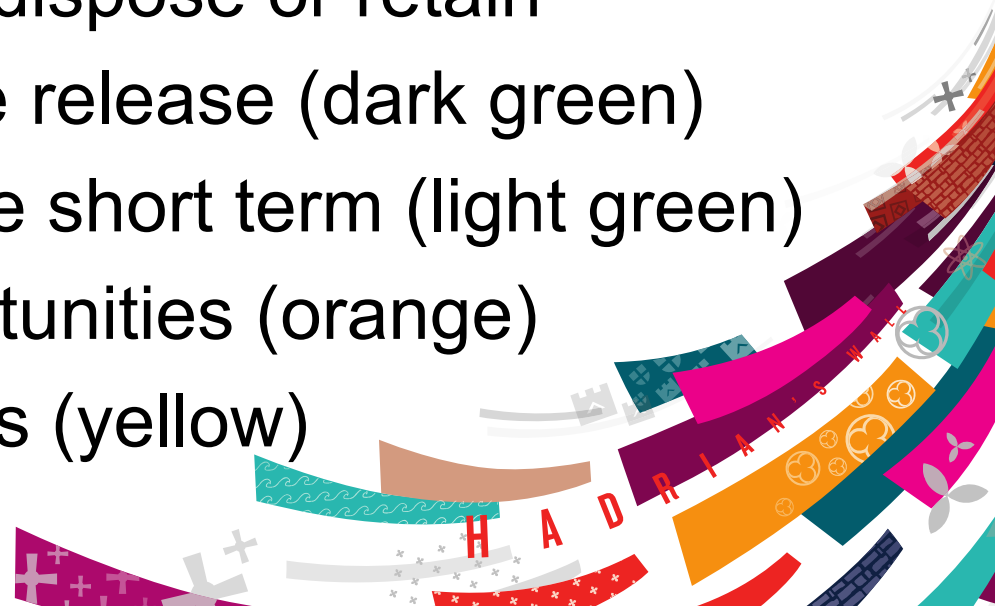 dispose or retain
e release (dark green)
e short term (light green)
tunities (orange)
s (yellow)
HADRIAN'S WALL